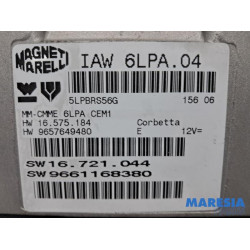 MAGNETI MARELLI
IAW 6LPA.04
5LPBRS56G 156 06
MM-CMME 6LPA CEM1
HW 16.575.184 Corbetta
HW 9657649480 E 12V=
SW16.721.044
SW9661168380
MARESIA